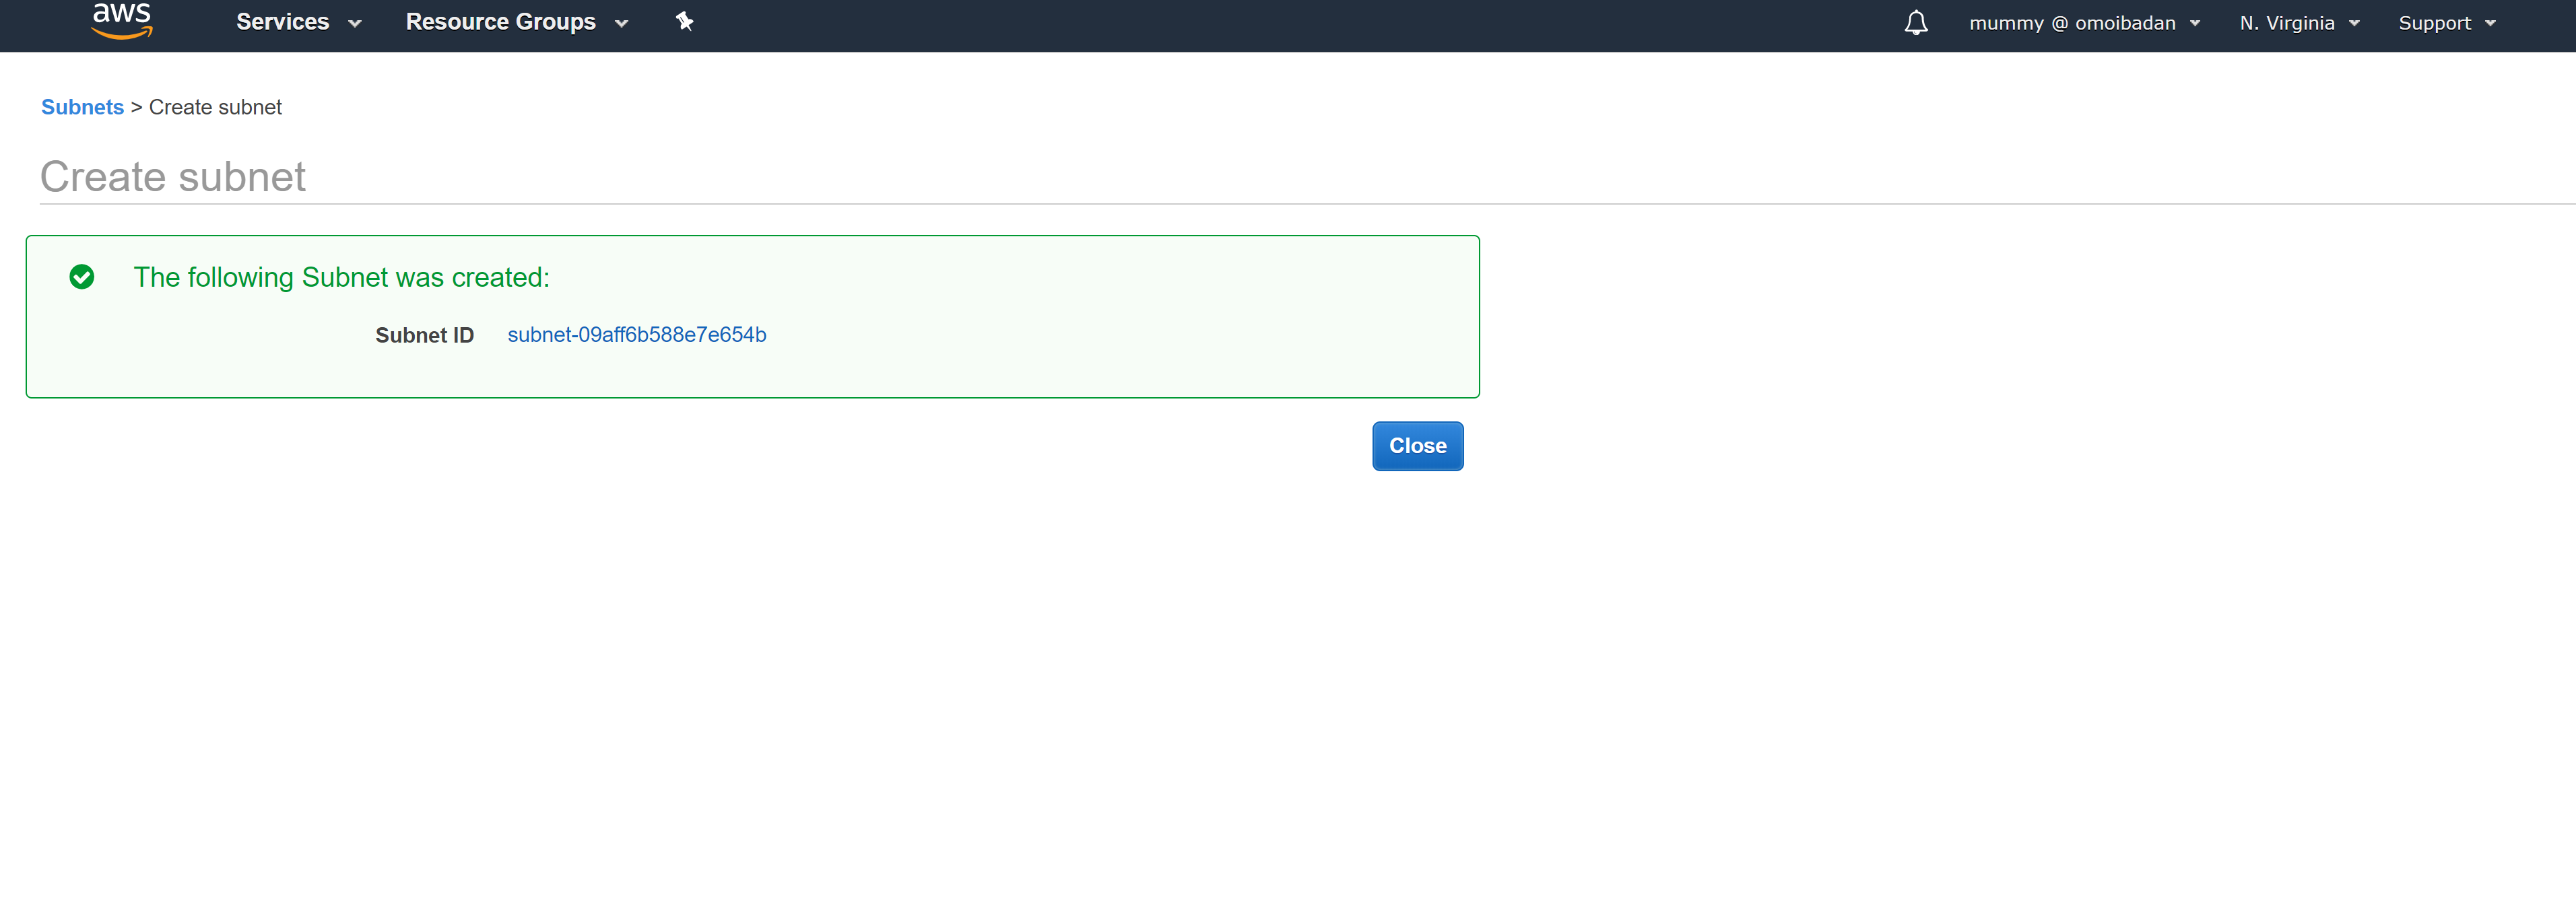 aws Services Resource Groups mummy @ omoibadan N. Virginia Support
Subnets > Create subnet
Create subnet
The following Subnet was created:
Subnet ID subnet-09aff6b588e7e654b
Close